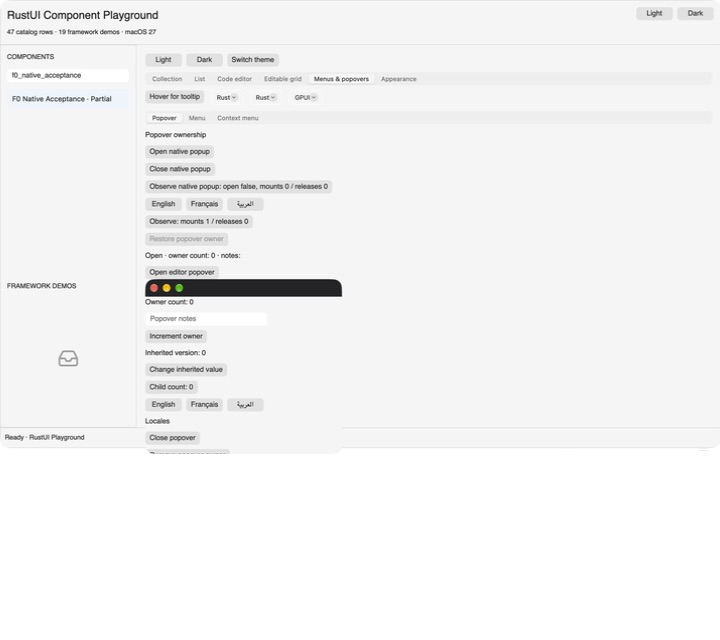 RustUI Component Playground
Light Dark
47 catalog rows · 19 framework demos · macOS 27
COMPONENTS
f0_native_acceptance
F0 Native Acceptance - Partial
FRAMEWORK DEMOS
Light Dark Switch theme
Collection List Code editor Editable grid Menus & popovers Appearance
Hover for tooltip Rust Rust GPUI
Popover Menu Context menu
Popover ownership
Open native popup
Close native popup
Observe native popup: open false, mounts 0 / releases 0
English Français العربية
Observe: mounts 1 / releases 0
Restore popover owner
Open · owner count: 0 · notes:
Open editor popover
Owner count: 0
Popover notes
Increment owner
Inherited version: 0
Change inherited value
Child count: 0
English Français العربية
Locales
Close popover
Ready · RustUI Playground